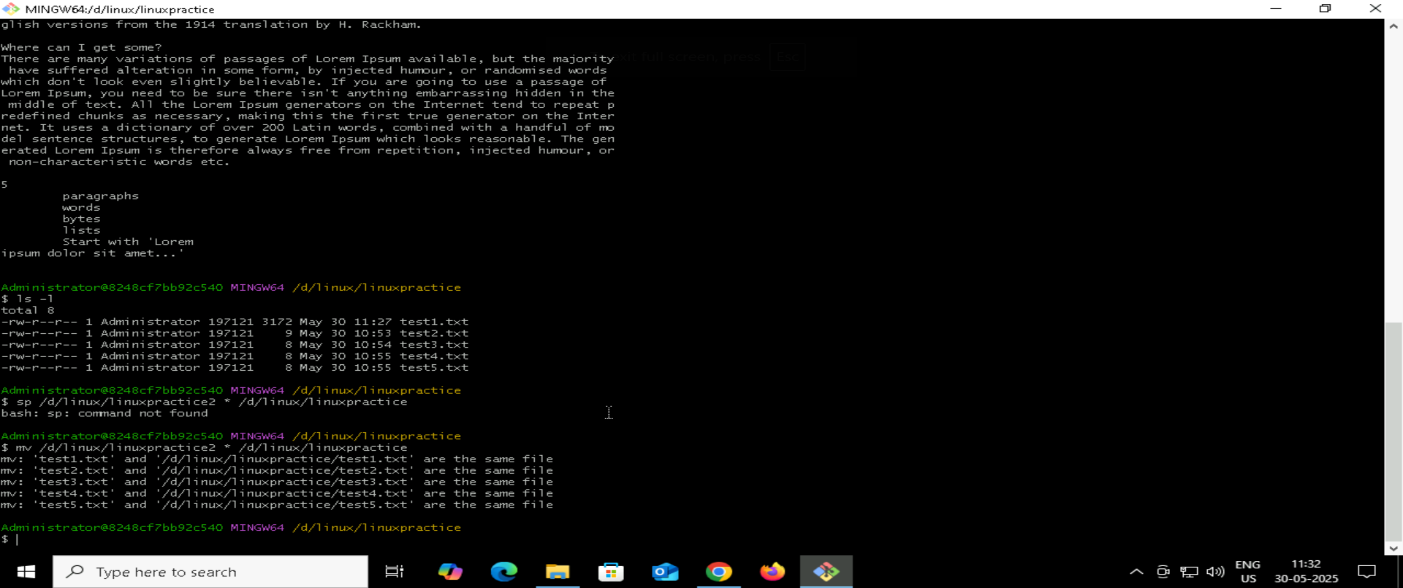 MINGW64:/d/linux/linuxpractice
glish versions from the 1914 translation by H. Rackham.
Where can I get some?
There are many variations of passages of Lorem Ipsum available, but the majority
have suffered alteration in some form, by injected humour, or randomised words
which don't look even slightly believable. If you are going to use a passage of
Lorem Ipsum, you need to be sure there isn't anything embarrassing hidden in the
middle of text. All the Lorem Ipsum generators on the Internet tend to repeat p
redefined chunks as necessary, making this the first true generator on the Inter
net. It uses a dictionary of over 200 Latin words, combined with a handful of mo
del sentence structures, to generate Lorem Ipsum which looks reasonable. The gen
erated Lorem Ipsum is therefore always free from repetition, injected humour, or
non-characteristic words etc.
5
paragraphs
words
bytes
lists
Start with 'Lorem
ipsum dolor sit amet...'
Administrator@8248cf7bb92c540 MINGW64 /d/linux/linuxpractice
$ ls -l
total 8
-rw-r--r-- 1 Administrator 197121 3172 May 30 11:27 test1.txt
-rw-r--r-- 1 Administrator 197121    9 May 30 10:53 test2.txt
-rw-r--r-- 1 Administrator 197121    8 May 30 10:54 test3.txt
-rw-r--r-- 1 Administrator 197121    8 May 30 10:55 test4.txt
-rw-r--r-- 1 Administrator 197121    8 May 30 10:55 test5.txt
Administrator@8248cf7bb92c540 MINGW64 /d/linux/linuxpractice
$ sp /d/linux/linuxpractice2 * /d/linux/linuxpractice
bash: sp: command not found
Administrator@8248cf7bb92c540 MINGW64 /d/linux/linuxpractice
$ mv /d/linux/linuxpractice2 * /d/linux/linuxpractice
mv: 'test1.txt' and '/d/linux/linuxpractice/test1.txt' are the same file
mv: 'test2.txt' and '/d/linux/linuxpractice/test2.txt' are the same file
mv: 'test3.txt' and '/d/linux/linuxpractice/test3.txt' are the same file
mv: 'test4.txt' and '/d/linux/linuxpractice/test4.txt' are the same file
mv: 'test5.txt' and '/d/linux/linuxpractice/test5.txt' are the same file
Administrator@8248cf7bb92c540 MINGW64 /d/linux/linuxpractice
$
Type here to search
ENG
US
11:32
30-05-2025